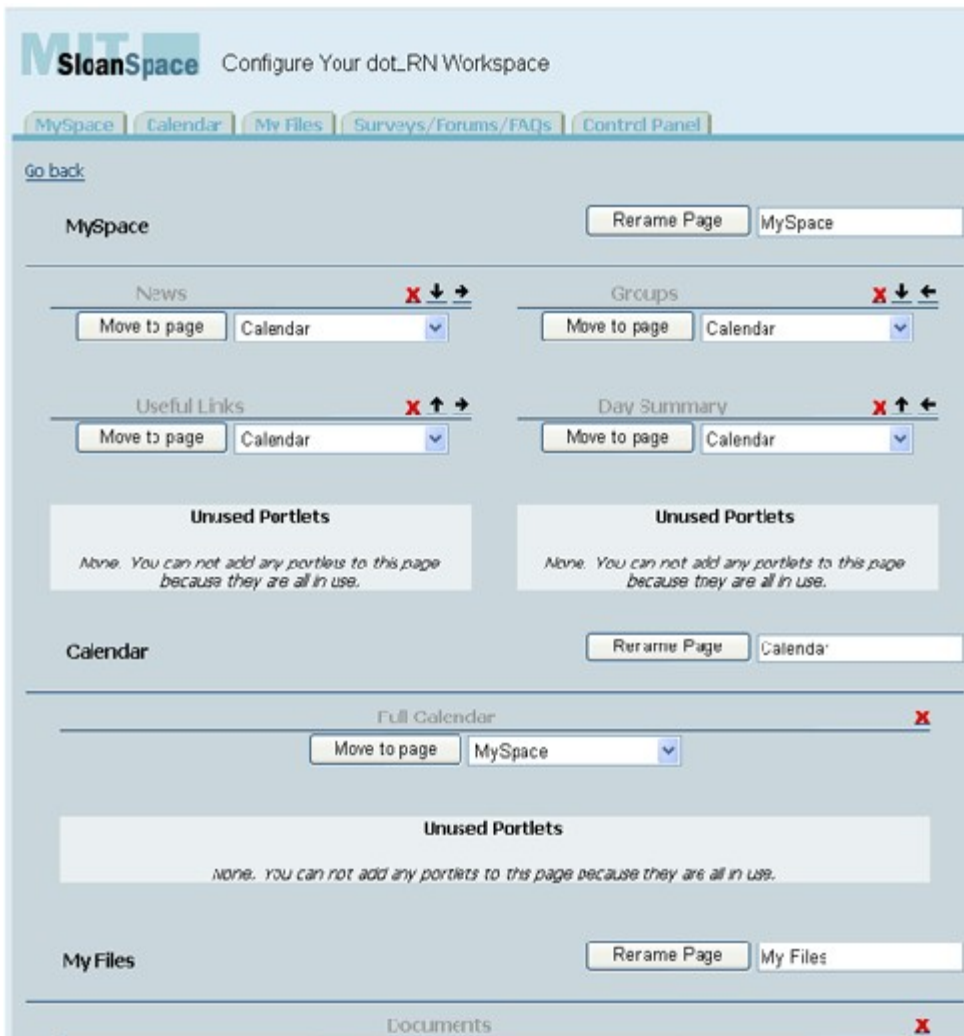 MIT
SloanSpace Configure Your dot_RN Workspace
MySpace Calendar My Files Surveys/Forums/FAQs Control Panel
Go back
MySpace Rename Page MySpace
News X Groups X
Move to page Calendar Move to page Calendar
Useful Links X Day Summary X
Move to page Calendar Move to page Calendar
Unused Portlets Unused Portlets
None. You can not add any portlets to this page None. You can not add any portlets to this page
because they are all in use. because they are all in use.
Calendar Rename Page Calendar
Full Calendar X
Move to page MySpace
Unused Portlets
None. You can not add any portlets to this page because they are all in use.
My Files Rename Page My Files
Documents X